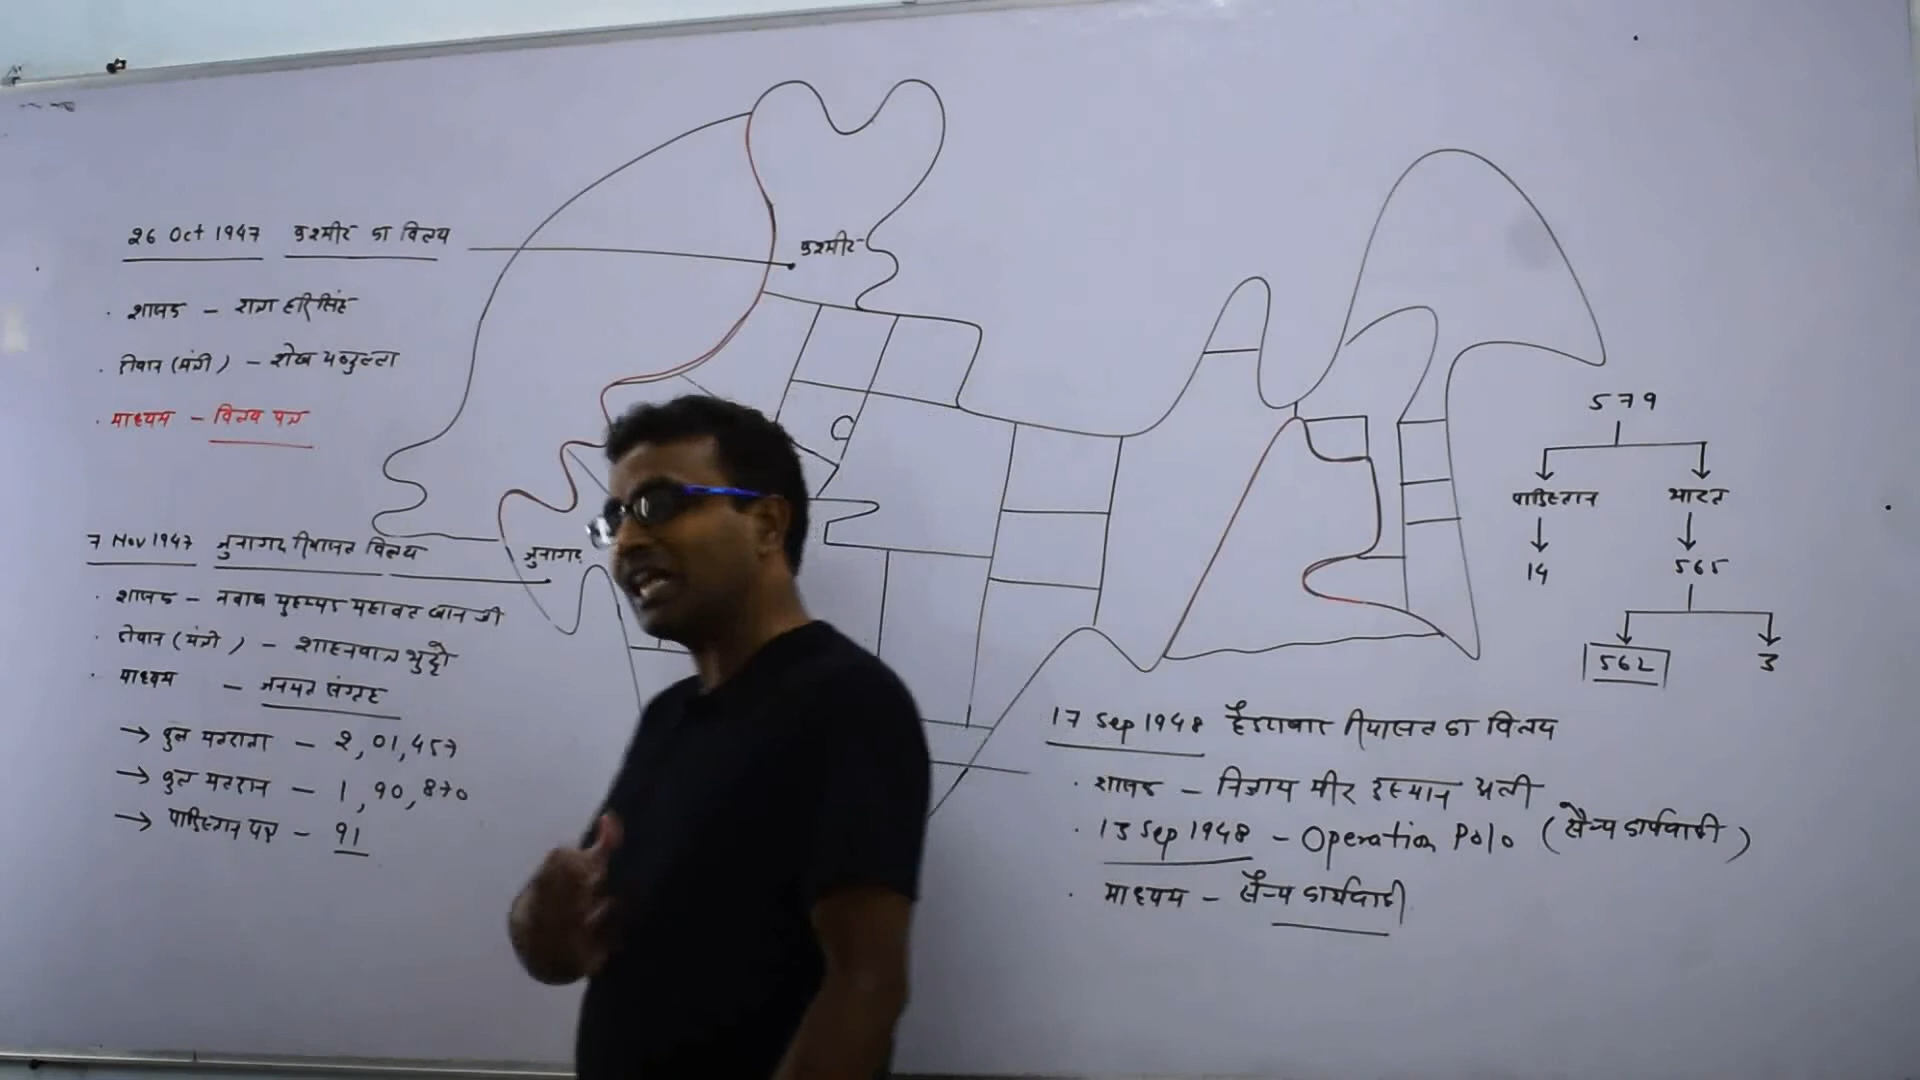 26 Oct 1947 कश्मीर का विलय
· शासक – राजा हरिसिंह
· दीवान (मंत्री) – शेख अब्दुल्ला
· माध्यम – विलय पत्र
कश्मीर
7 Nov 1947 जुनागढ़ रियासत विलय
जुनागढ़
· शासक – नवाब मुहम्मद महाबत खान जी
· दीवान (मंत्री) – शाहनवाज भुट्टो
· माध्यम – जनमत संग्रह
→ कुल मतदाता – 2,01,457
→ कुल मतदान – 1,90,870
→ पाकिस्तान पक्ष – 91
579
पाकिस्तान भारत
14 565
562 3
17 Sep 1948 हैदराबाद रियासत का विलय
· शासक – निजाम मीर उस्मान अली
· 13 Sep 1948 – Operation Polo (सैन्य कार्यवाही)
· माध्यम – सैन्य कार्यवाही